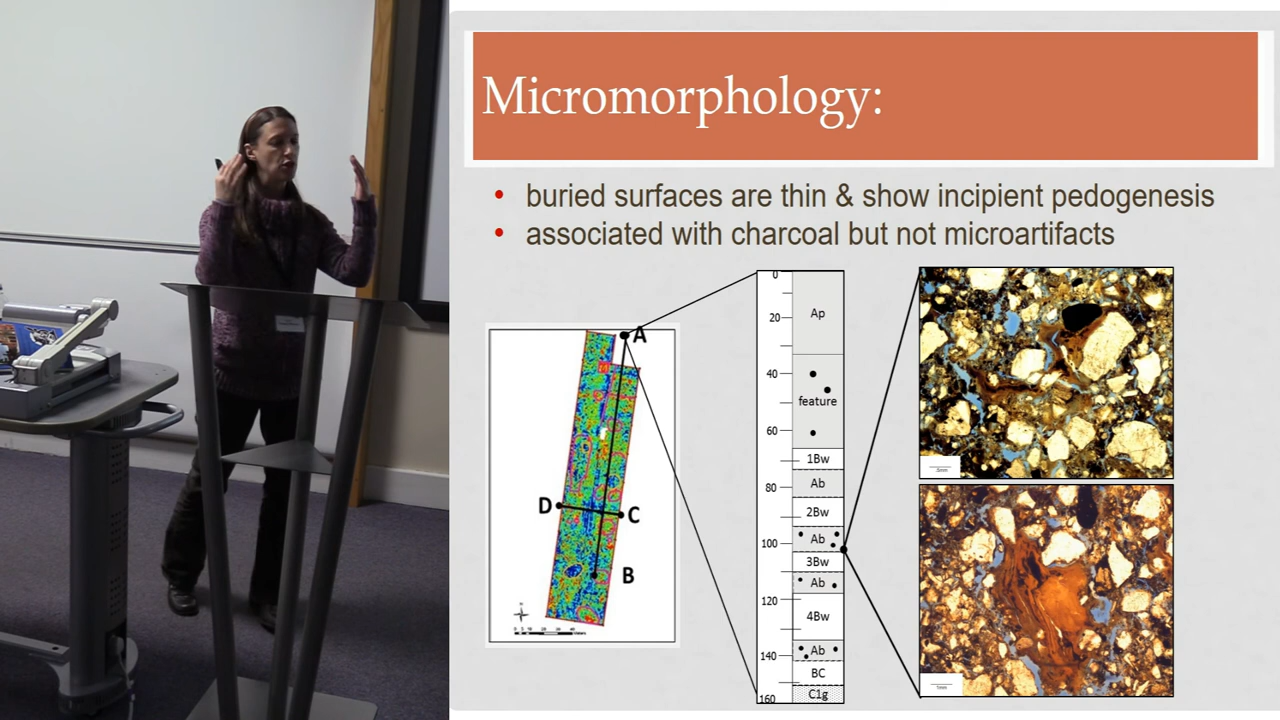 Micromorphology:
• buried surfaces are thin & show incipient pedogenesis
• associated with charcoal but not microartifacts
A
D
C
B
0
20
40
60
80
100
120
140
160
Ap
feature
1Bw
Ab
2Bw
Ab
3Bw
Ab
4Bw
Ab
BC
C1g